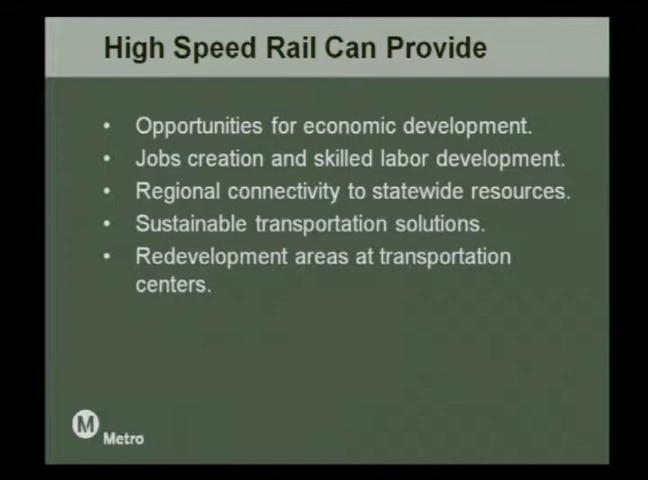 High Speed Rail Can Provide
• Opportunities for economic development.
• Jobs creation and skilled labor development.
• Regional connectivity to statewide resources.
• Sustainable transportation solutions.
• Redevelopment areas at transportation
centers.
M
Metro